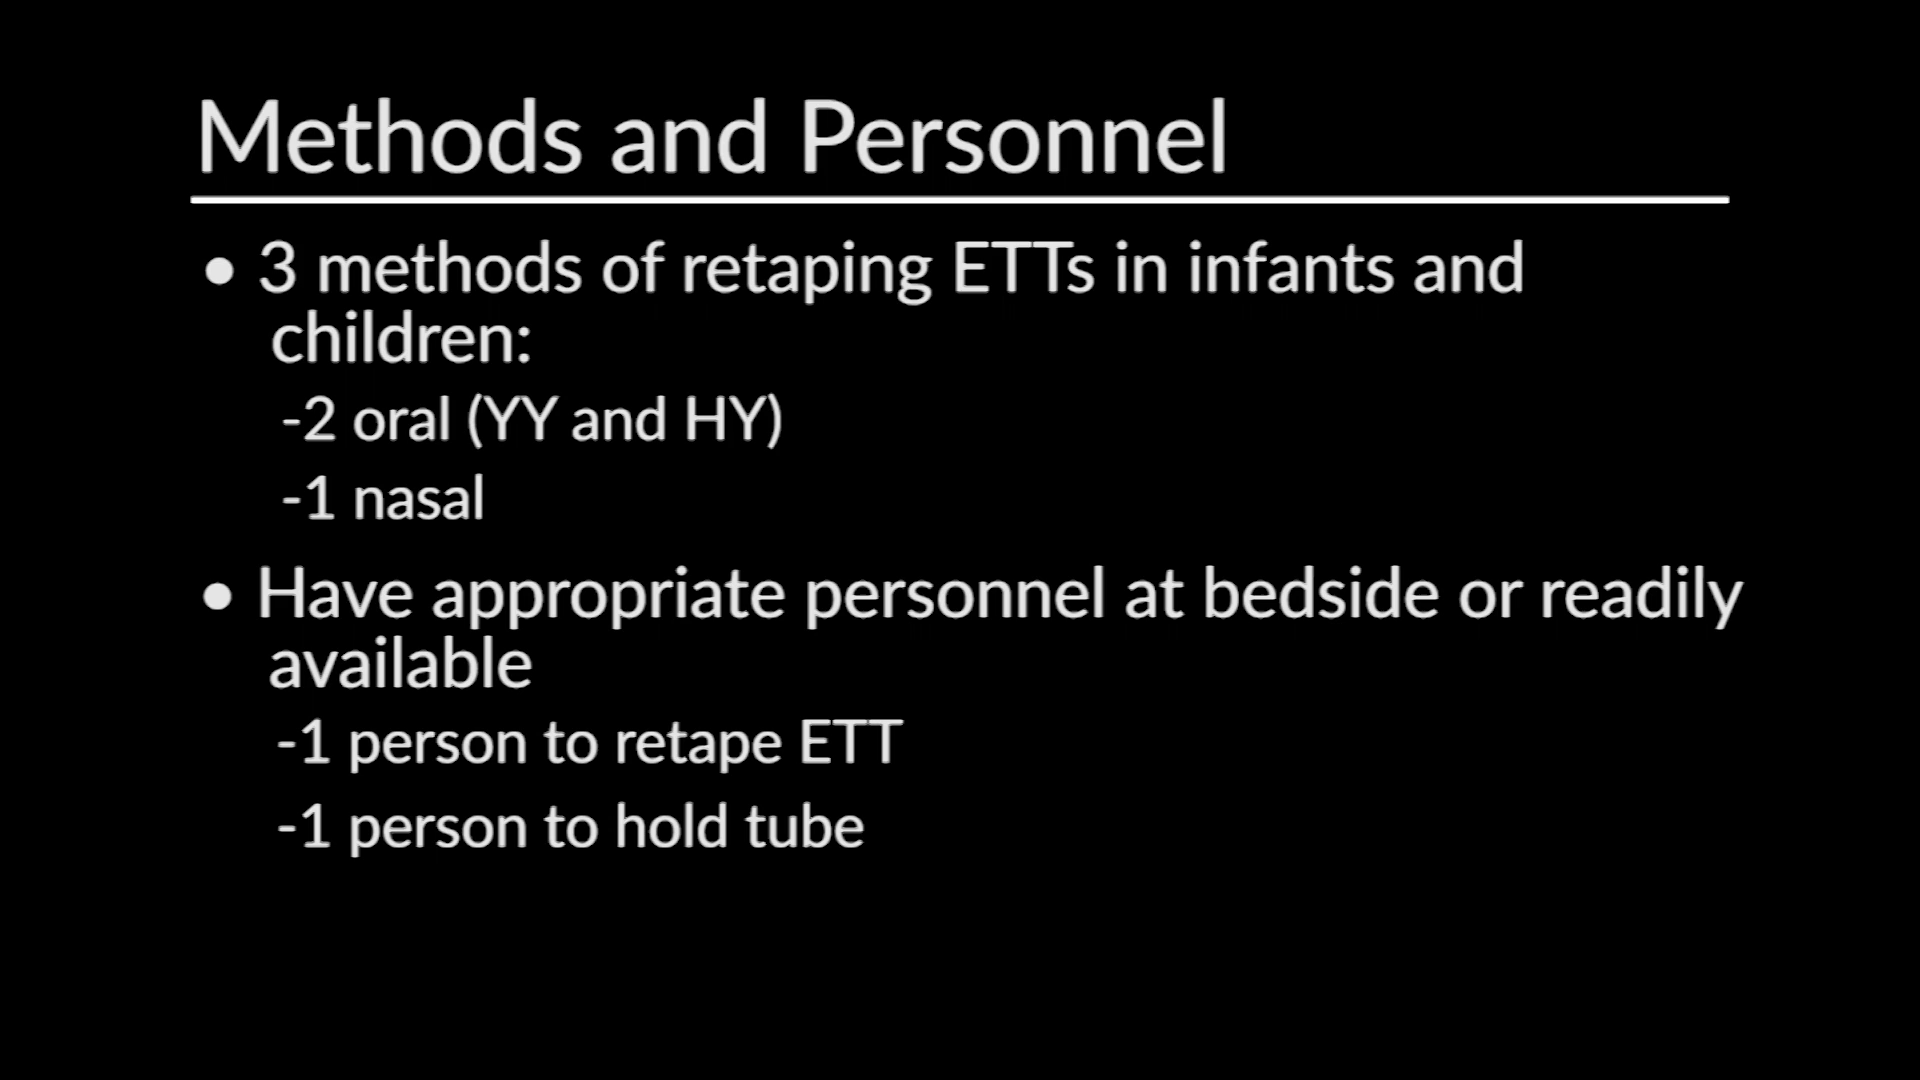 Methods and Personnel
• 3 methods of retaping ETTs in infants and
children:
-2 oral (YY and HY)
-1 nasal
• Have appropriate personnel at bedside or readily
available
-1 person to retape ETT
-1 person to hold tube